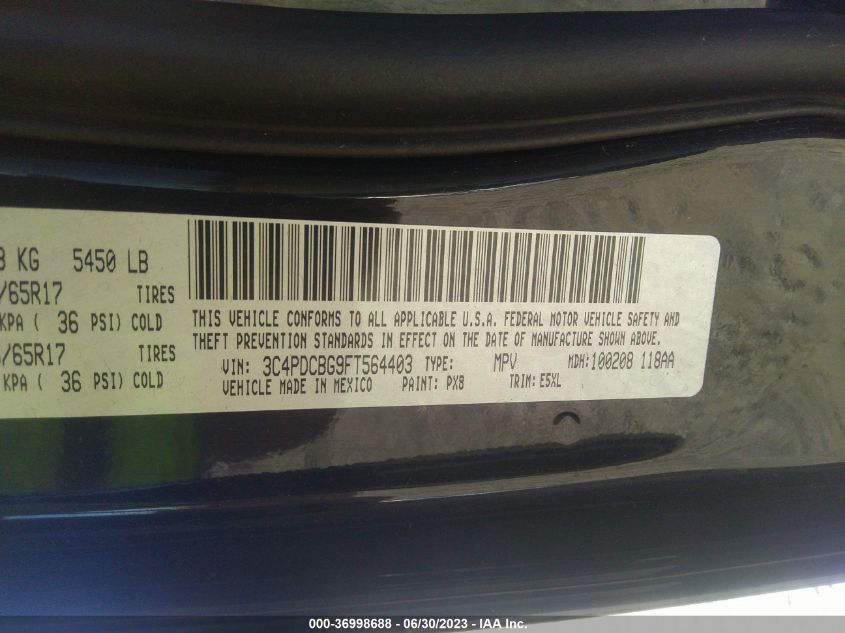 KG 5450 LB
/65R17 TIRES
KPA ( 36 PSI) COLD
/65R17 TIRES
KPA ( 36 PSI) COLD
THIS VEHICLE CONFORMS TO ALL APPLICABLE U.S.A. FEDERAL MOTOR VEHICLE SAFETY AND
THEFT PREVENTION STANDARDS IN EFFECT ON THE DATE OF MANUFACTURE SHOWN ABOVE.
VIN: 3C4PDCBG9FT564403 TYPE: MPV MDH:100208 118AA
VEHICLE MADE IN MEXICO PAINT: PX8 TRIM: E5XL
000-36998688 - 06/30/2023 - IAA Inc.